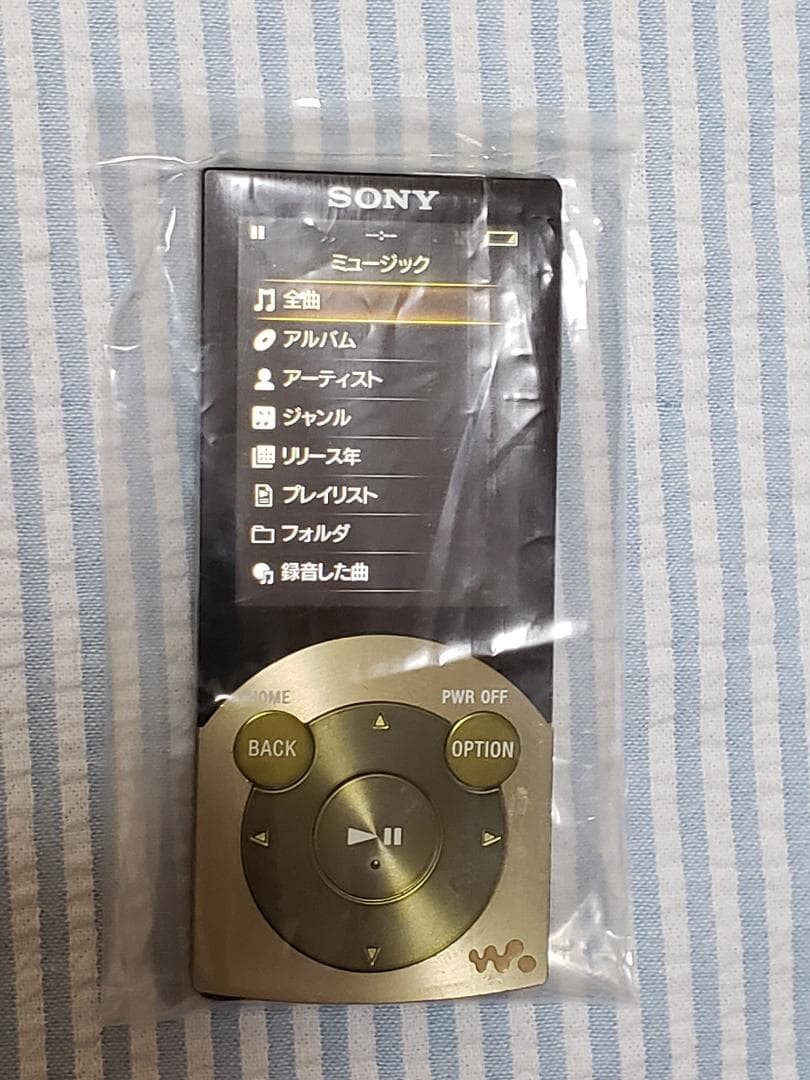 SONY
--:--
ミュージック
全曲
アルバム
アーティスト
ジャンル
リリース年
プレイリスト
フォルダ
録音した曲
HOME
PWR OFF
BACK
OPTION